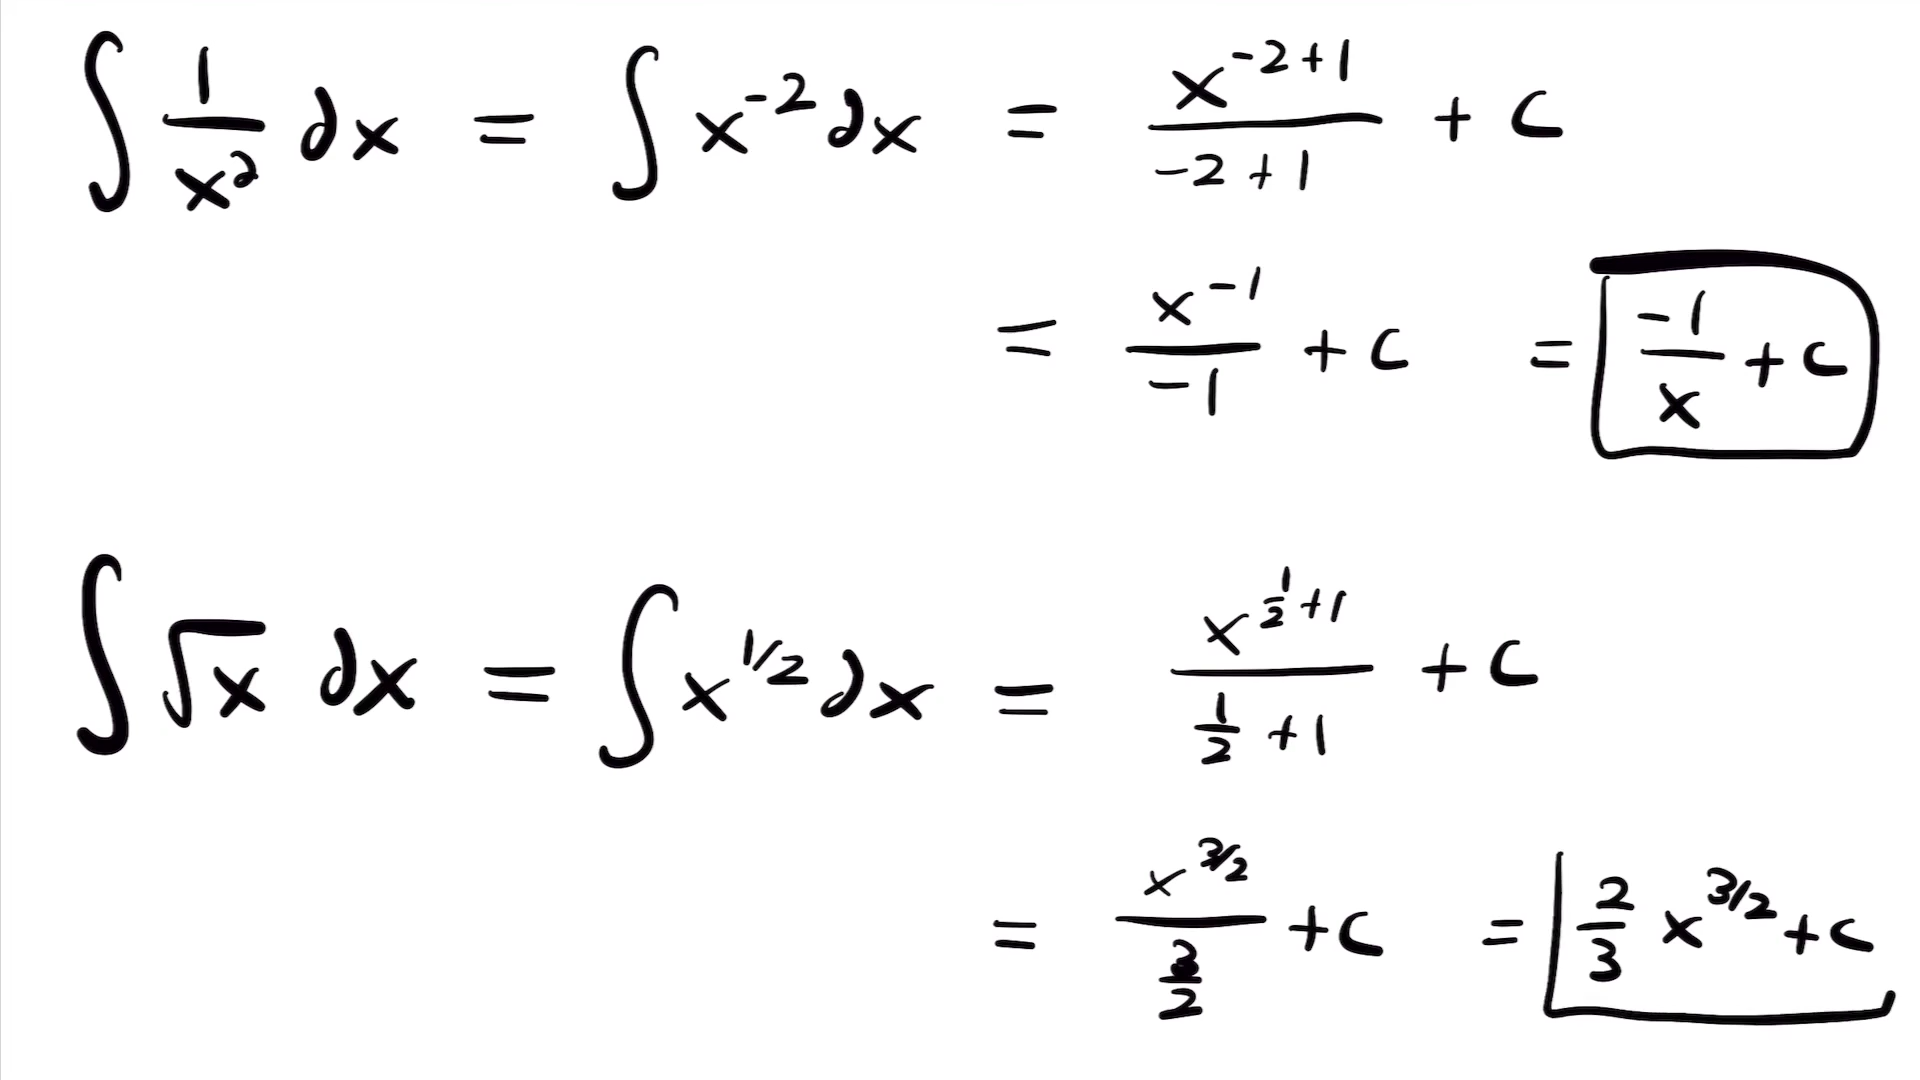 ∫ 1/x² dx = ∫ x⁻² dx = x^(-2+1)/(-2+1) + C
= x⁻¹/-1 + C = -1/x + C
∫ √x dx = ∫ x^(1/2) dx = x^(1/2+1)/(1/2+1) + C
= x^(3/2)/(3/2) + C = 2/3 x^(3/2) + C